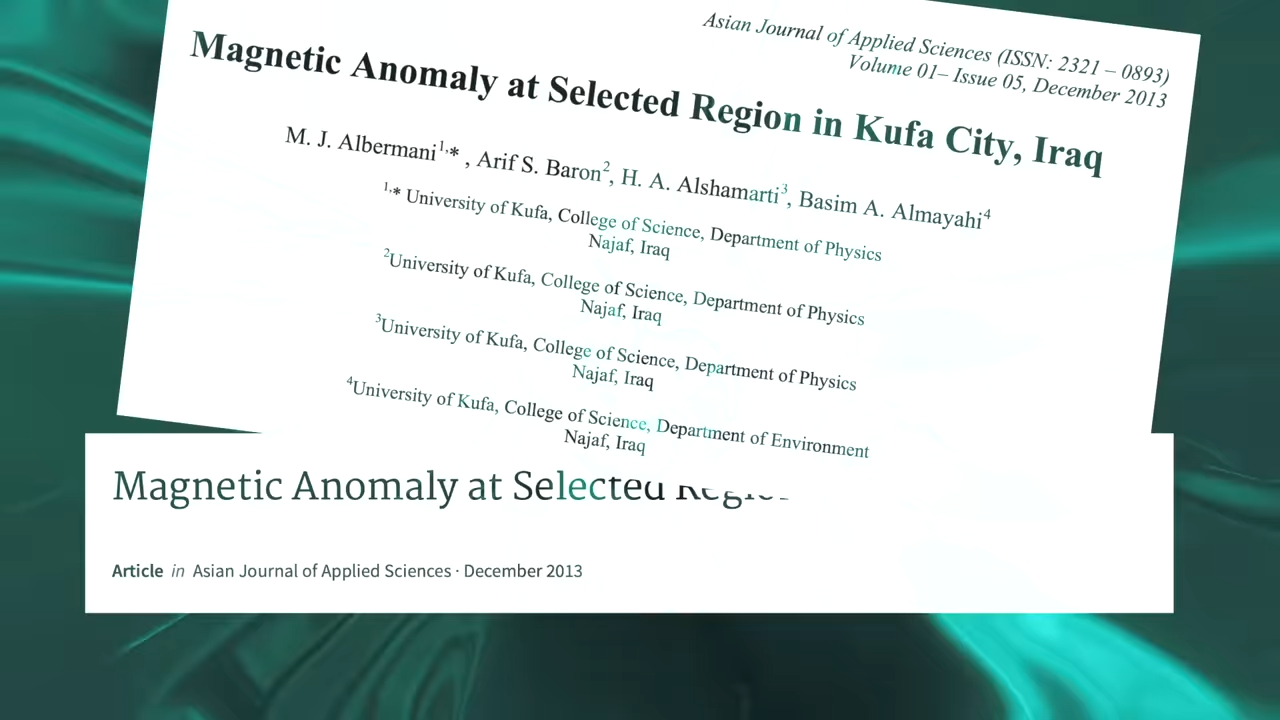 Asian Journal of Applied Sciences (ISSN: 2321 – 0893)
Volume 01– Issue 05, December 2013
Magnetic Anomaly at Selected Region in Kufa City, Iraq
M. J. Albermani1,* , Arif S. Baron2, H. A. Alshamarti3, Basim A. Almayahi4
1,* University of Kufa, College of Science, Department of Physics
Najaf, Iraq
2University of Kufa, College of Science, Department of Physics
Najaf, Iraq
3University of Kufa, College of Science, Department of Physics
Najaf, Iraq
4University of Kufa, College of Science, Department of Environment
Najaf, Iraq
Magnetic Anomaly at Selected
Article in Asian Journal of Applied Sciences · December 2013